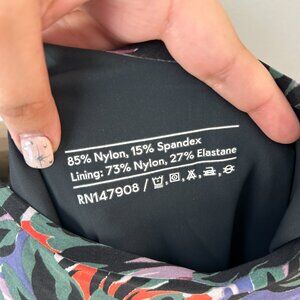 85% Nylon, 15% Spandex
Lining: 73% Nylon, 27% Elastane
RN147908 /